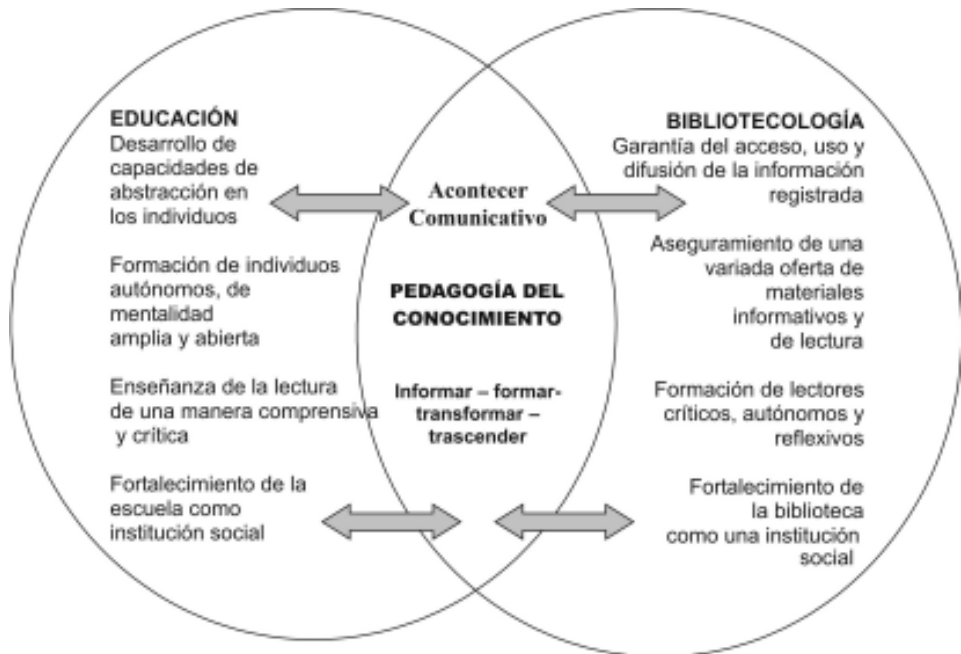 EDUCACIÓN
Desarrollo de
capacidades de
abstracción en
los individuos
Formación de individuos
autónomos, de
mentalidad
amplia y abierta
Enseñanza de la lectura
de una manera comprensiva
y crítica
Fortalecimiento de la
escuela como
institución social
Acontecer
Comunicativo
PEDAGOGÍA DEL
CONOCIMIENTO
Informar – formar-
transformar –
trascender
BIBLIOTECOLOGÍA
Garantía del acceso, uso y
difusión de la información
registrada
Aseguramiento de una
variada oferta de
materiales
informativos y
de lectura
Formación de lectores
críticos, autónomos y
reflexivos
Fortalecimiento de
la biblioteca
como una institución
social